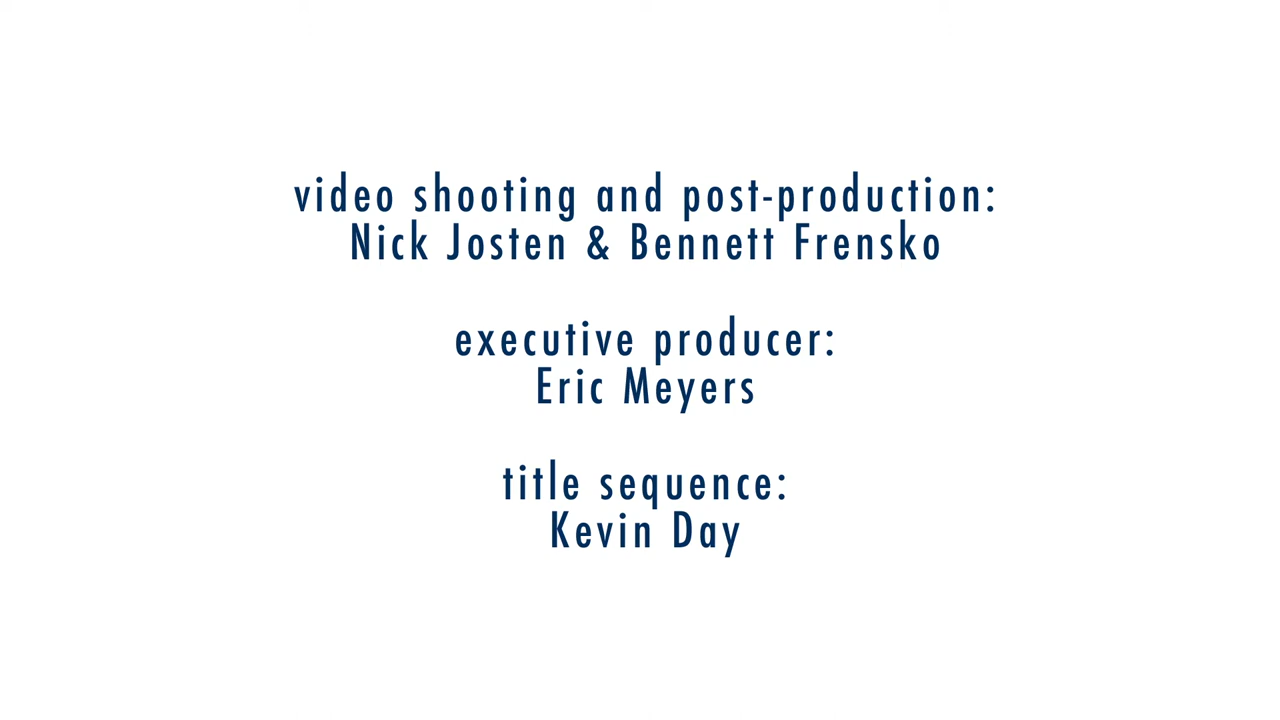 video shooting and post-production:
Nick Josten & Bennett Frensko
executive producer:
Eric Meyers
title sequence:
Kevin Day